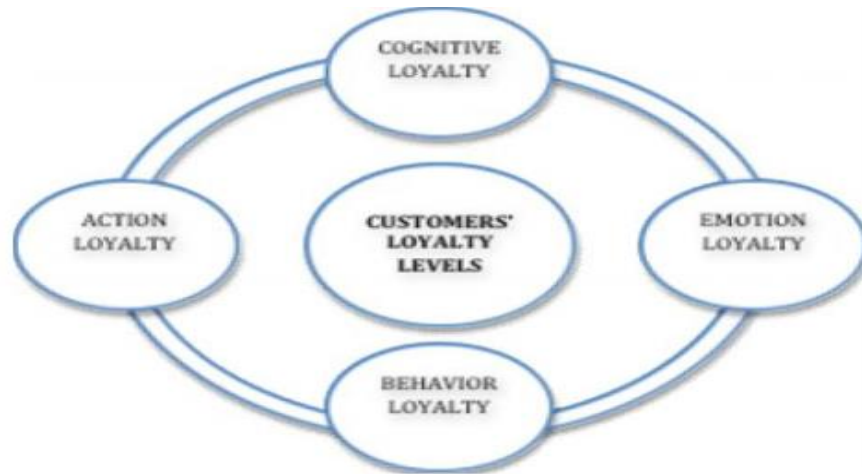 COGNITIVE
LOYALTY
ACTION
LOYALTY
CUSTOMERS'
LOYALTY
LEVELS
EMOTION
LOYALTY
BEHAVIOR
LOYALTY